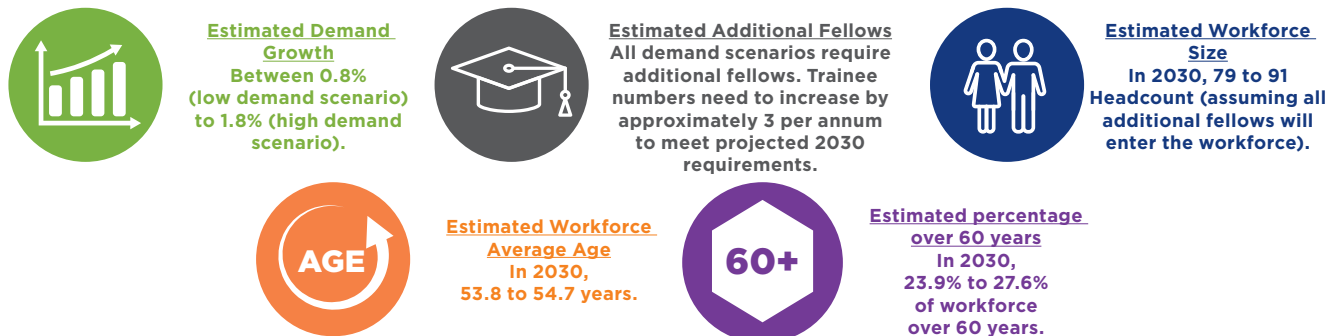 Estimated Demand
Growth
Between 0.8%
(low demand scenario)
to 1.8% (high demand
scenario).
Estimated Additional Fellows
All demand scenarios require
additional fellows. Trainee
numbers need to increase by
approximately 3 per annum
to meet projected 2030
requirements.
Estimated Workforce
Size
In 2030, 79 to 91
Headcount (assuming all
additional fellows will
enter the workforce).
AGE
Estimated Workforce
Average Age
In 2030,
53.8 to 54.7 years.
60+
Estimated percentage
over 60 years
In 2030,
23.9% to 27.6%
of workforce
over 60 years.